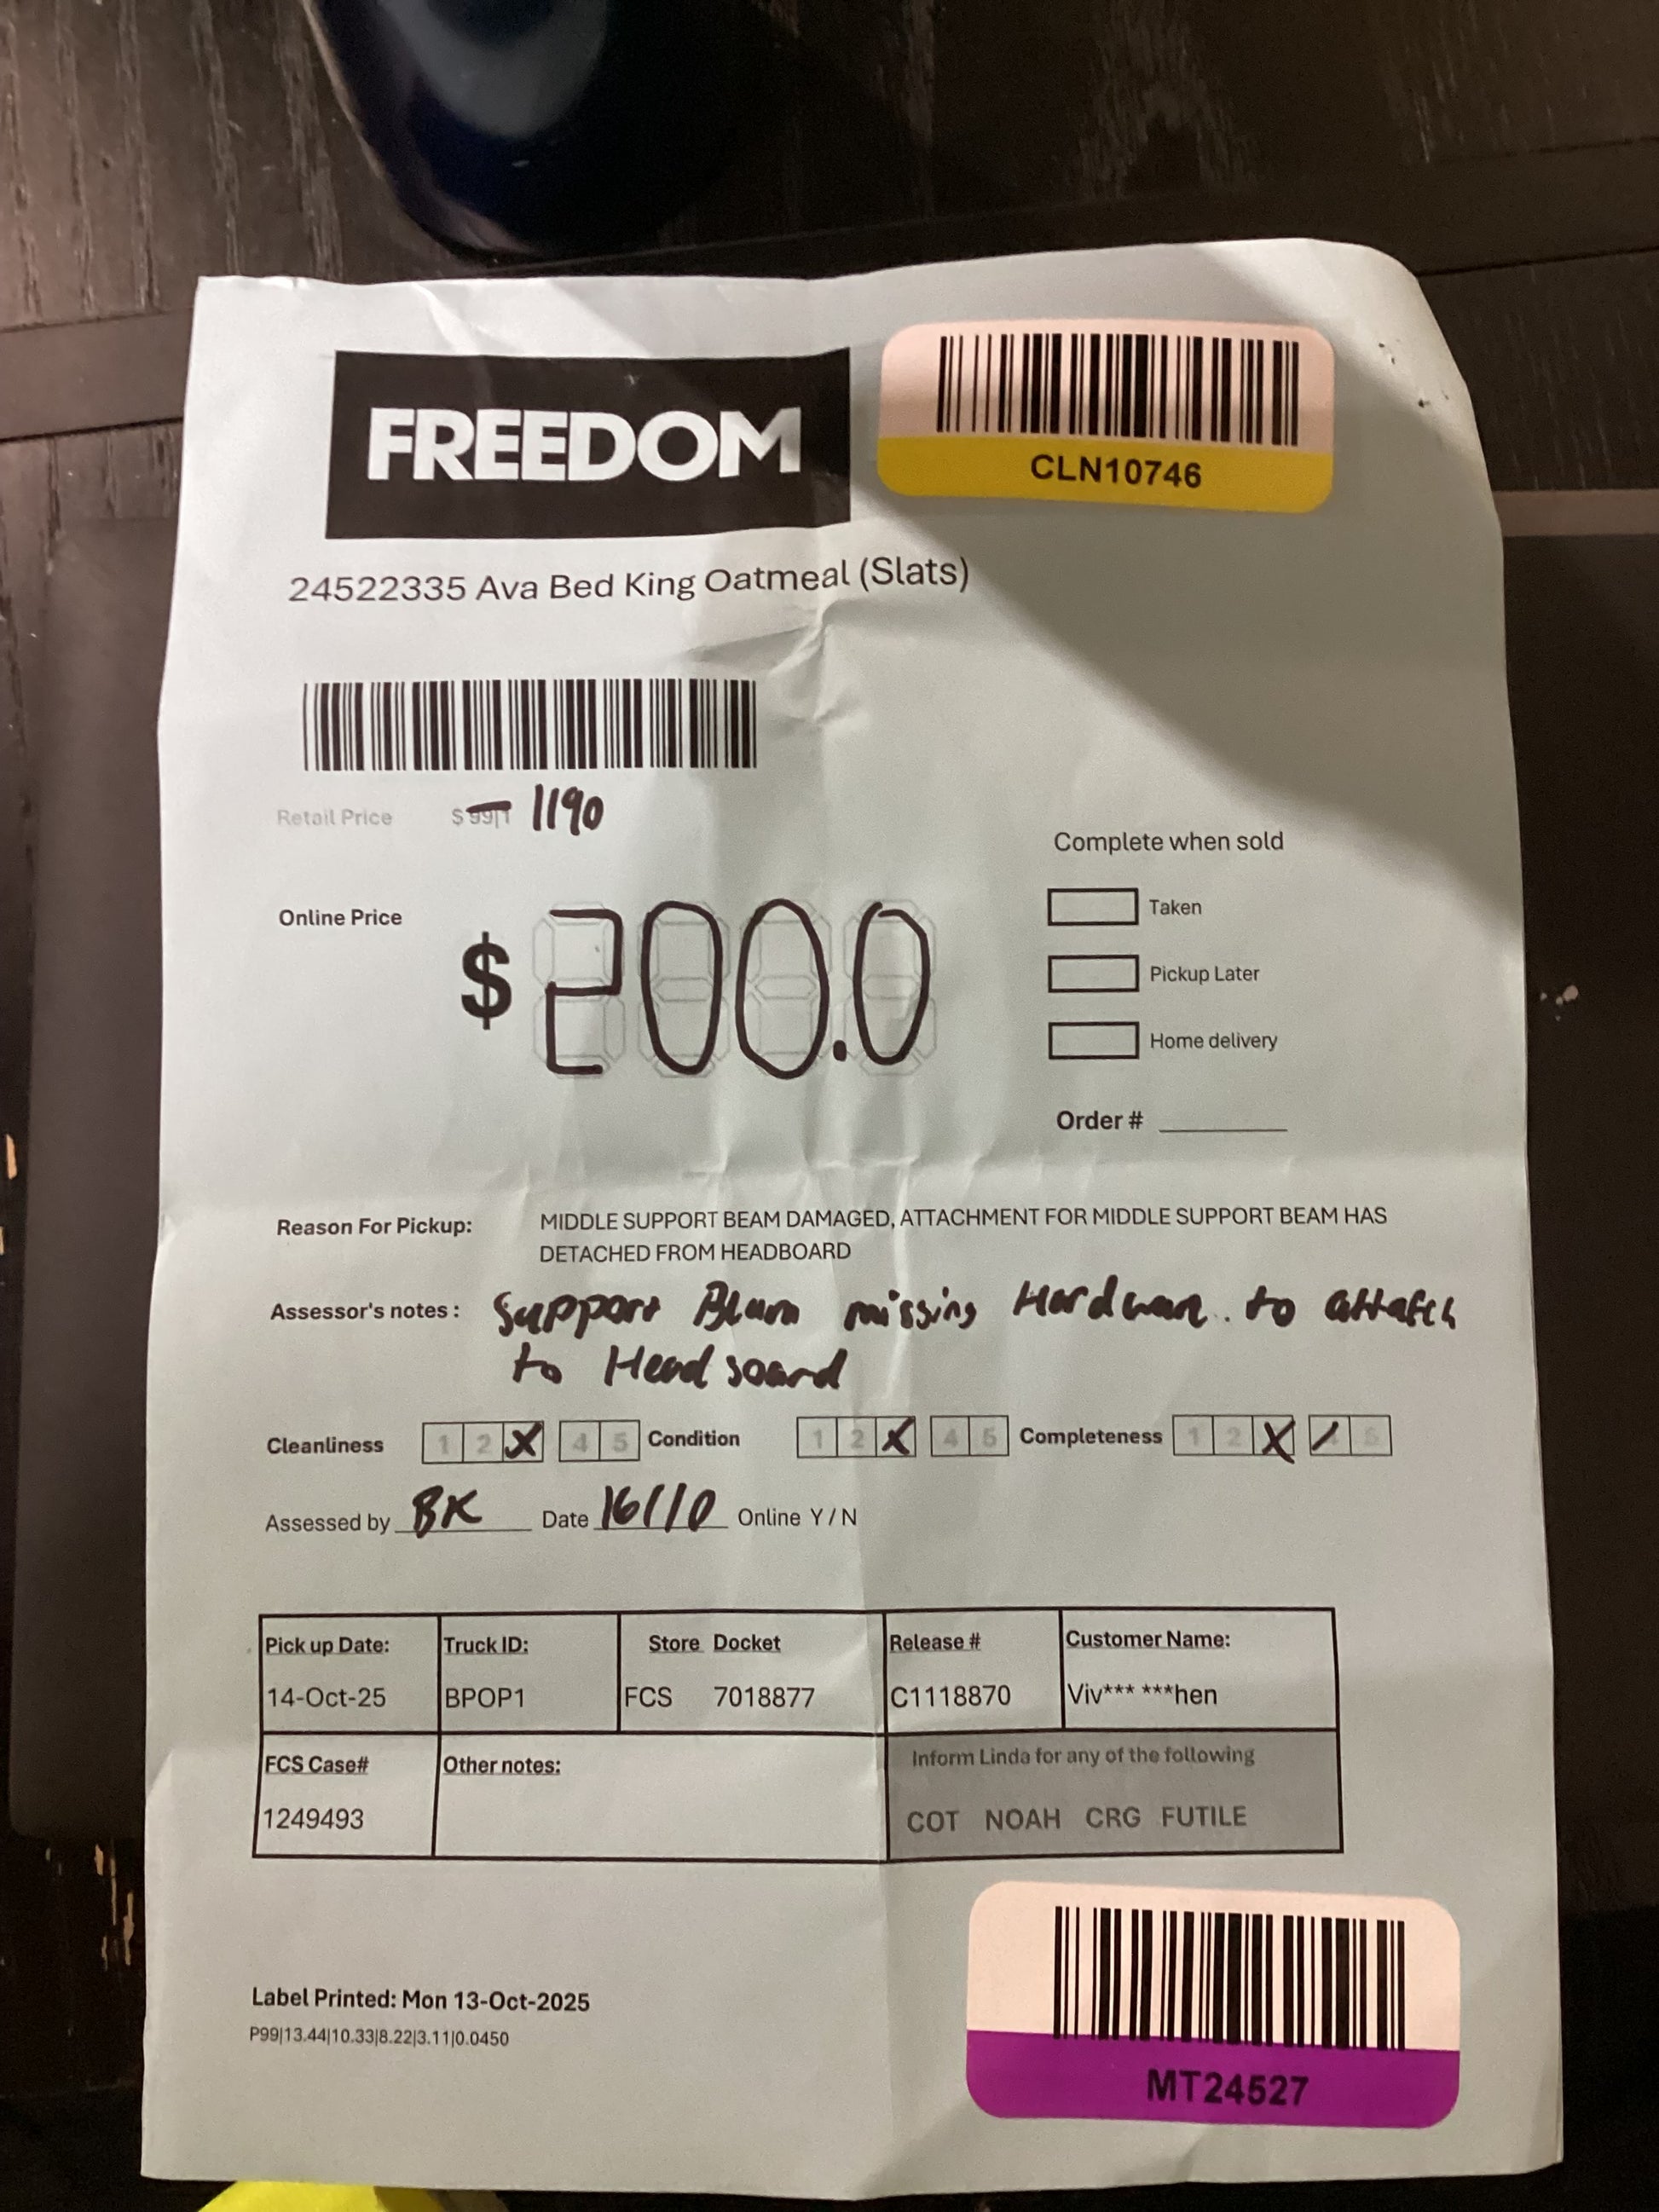 FREEDOM
CLN10746
24522335 Ava Bed King Oatmeal (Slats)
Retail Price $ 1190
Complete when sold
Online Price
$ 200.0
Taken
Pickup Later
Home delivery
Order #
Reason For Pickup: MIDDLE SUPPORT BEAM DAMAGED, ATTACHMENT FOR MIDDLE SUPPORT BEAM HAS
DETACHED FROM HEADBOARD
Assessor's notes : Support missing Hardware. to attatch
to
Cleanliness 1 2 X 4 5 Condition 1 2 X 4 5 Completeness 1 2 X 5
Assessed by BK Date 16/10 Online Y / N
Pick up Date: Truck ID: Store Docket Release # Customer Name:
14-Oct-25 BPOP1 FCS 7018877 C1118870 Viv*** ***hen
FCS Case# Other notes: Inform Linda for any of the following
1249493 COT NOAH CRG FUTILE
Label Printed: Mon 13-Oct-2025
P99|13.44|10.33|8.22|3.11|0.0450
MT24527